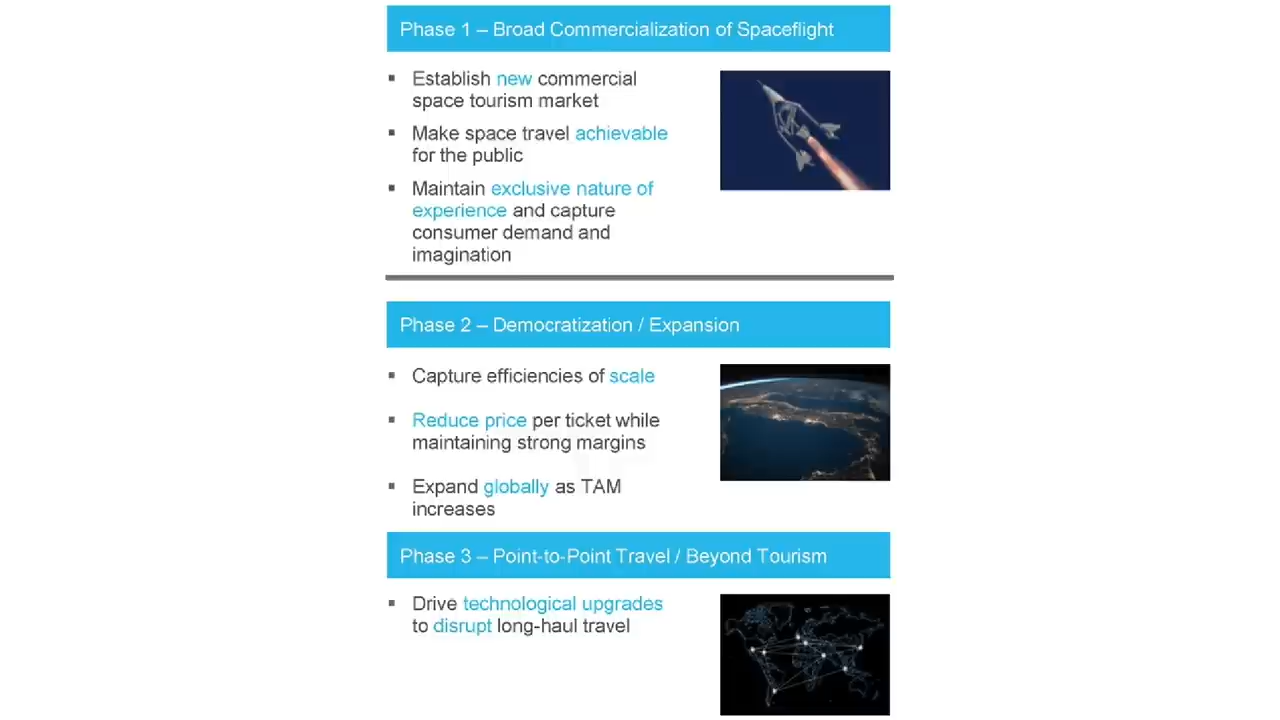 Phase 1 – Broad Commercialization of Spaceflight
▪ Establish new commercial
space tourism market
▪ Make space travel achievable
for the public
▪ Maintain exclusive nature of
experience and capture
consumer demand and
imagination
Phase 2 – Democratization / Expansion
▪ Capture efficiencies of scale
▪ Reduce price per ticket while
maintaining strong margins
▪ Expand globally as TAM
increases
Phase 3 – Point-to-Point Travel / Beyond Tourism
▪ Drive technological upgrades
to disrupt long-haul travel